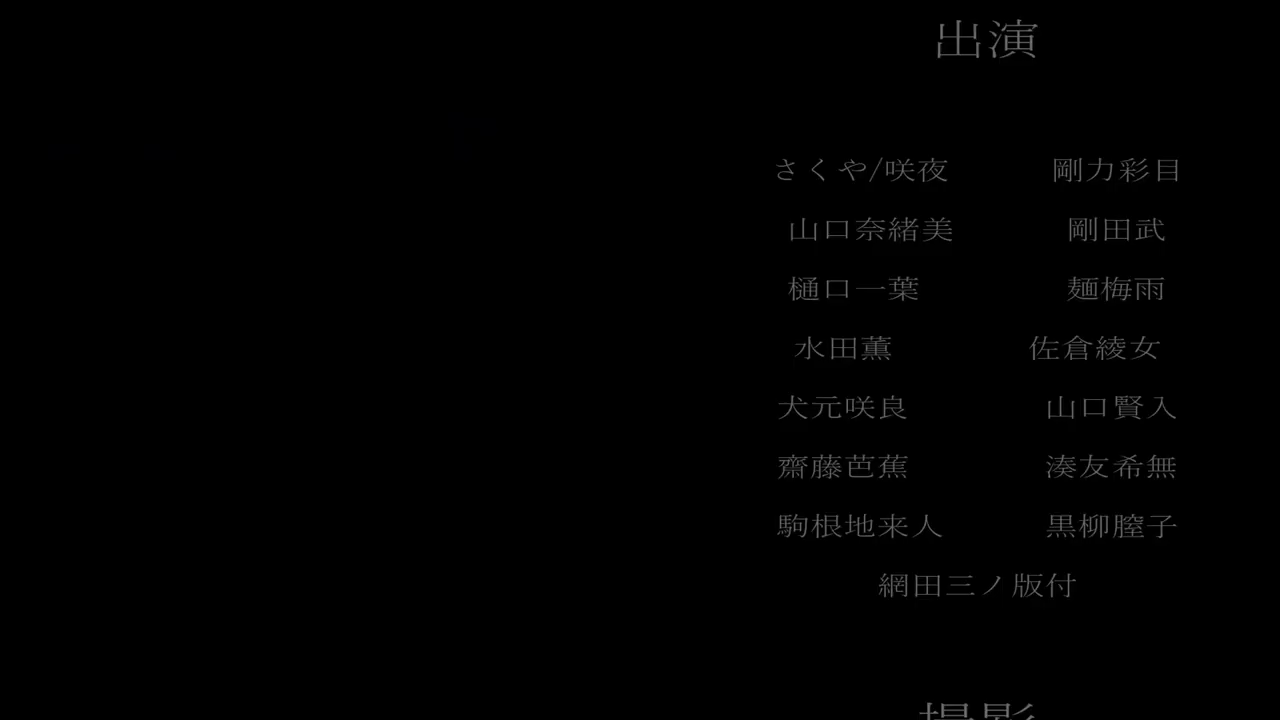 出演
さくや/咲夜 剛力彩目
山口奈緒美 剛田武
樋口一葉 麺梅雨
水田薫 佐倉綾女
犬元咲良 山口賢入
齋藤芭蕉 湊友希無
駒根地来人 黒柳膣子
網田三ノ版付
撮影